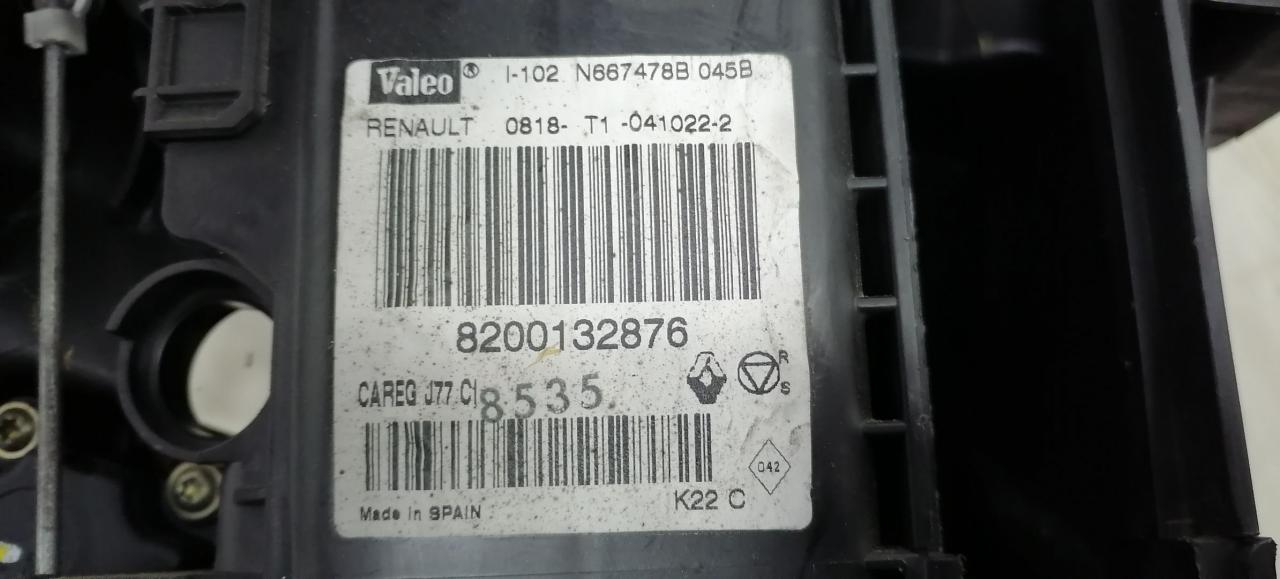 Valeo® I-102 N667478B 045B
RENAULT 0818- T1 -041022-2
8200132876
R
S
CAREG J77 CI
8535
042
K22 C
Made in SPAIN